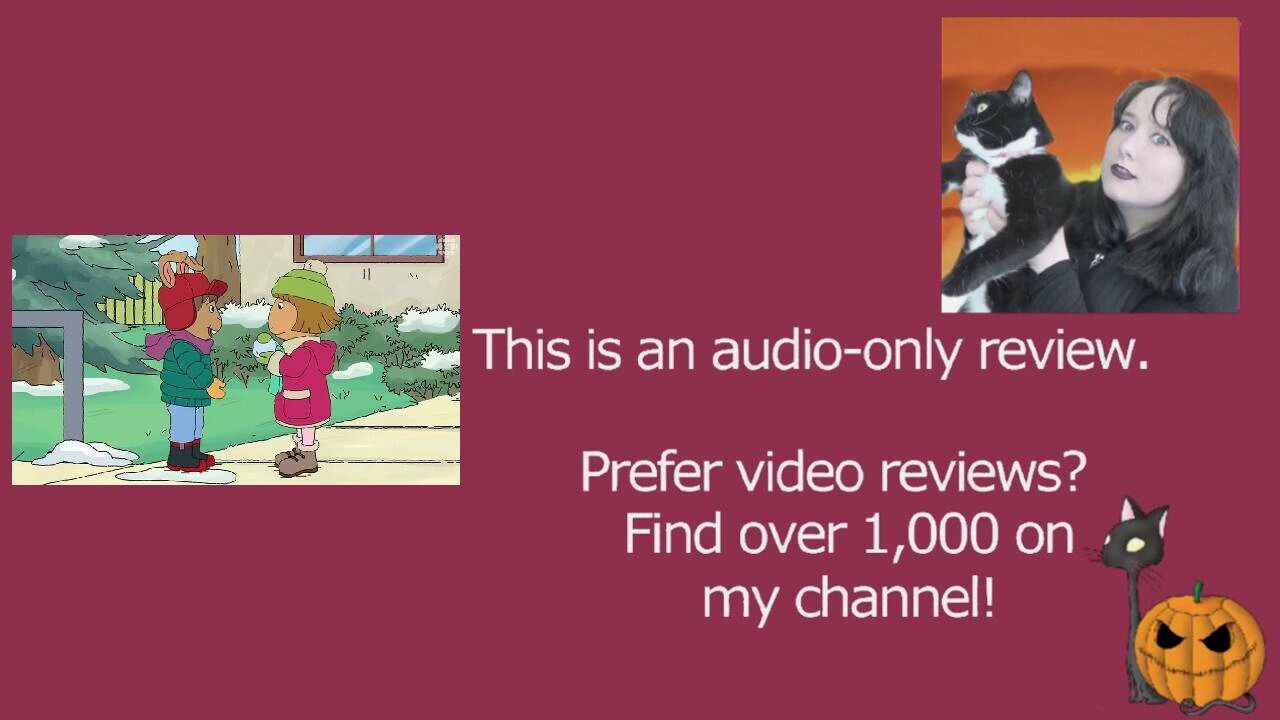 This is an audio-only review.
Prefer video reviews?
Find over 1,000 on
my channel!